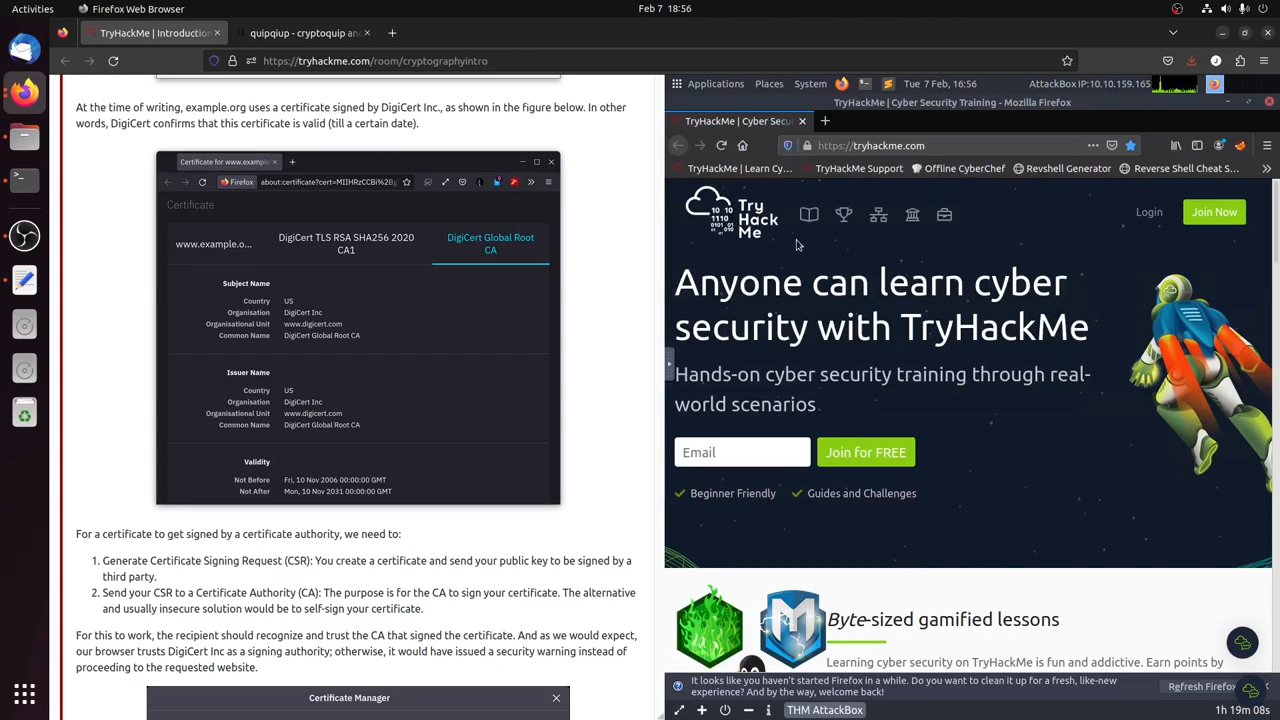 Activities
Firefox Web Browser
Feb 7 18:56
TryHackMe | Introduction
quipqiup - cryptoquip and
https://tryhackme.com/room/cryptographyintro
At the time of writing, example.org uses a certificate signed by DigiCert Inc., as shown in the figure below. In other
words, DigiCert confirms that this certificate is valid (till a certain date).
Certificate for www.example
Firefox
about:certificate?cert=MIIHRzCCBi%2B
Certificate
www.example.o...
DigiCert TLS RSA SHA256 2020
CA1
DigiCert Global Root
CA
Subject Name
Country US
Organisation DigiCert Inc
Organisational Unit www.digicert.com
Common Name DigiCert Global Root CA
Issuer Name
Country US
Organisation DigiCert Inc
Organisational Unit www.digicert.com
Common Name DigiCert Global Root CA
Validity
Not Before Fri, 10 Nov 2006 00:00:00 GMT
Not After Mon, 10 Nov 2031 00:00:00 GMT
For a certificate to get signed by a certificate authority, we need to:
1. Generate Certificate Signing Request (CSR): You create a certificate and send your public key to be signed by a
third party.
2. Send your CSR to a Certificate Authority (CA): The purpose is for the CA to sign your certificate. The alternative
and usually insecure solution would be to self-sign your certificate.
For this to work, the recipient should recognize and trust the CA that signed the certificate. And as we would expect,
our browser trusts DigiCert Inc as a signing authority; otherwise, it would have issued a security warning instead of
proceeding to the requested website.
Certificate Manager
Applications
Places
System
Tue 7 Feb, 16:56
AttackBox IP:10.10.159.165
TryHackMe | Cyber Security Training - Mozilla Firefox
TryHackMe | Cyber Secur
https://tryhackme.com
TryHackMe | Learn Cy...
TryHackMe Support
Offline CyberChef
Revshell Generator
Reverse Shell Cheat S...
Try
Hack
Me
Login
Join Now
Anyone can learn cyber
security with TryHackMe
Hands-on cyber security training through real-
world scenarios
Email
Join for FREE
Beginner Friendly
Guides and Challenges
Byte-sized gamified lessons
Learning cyber security on TryHackMe is fun and addictive. Earn points by
It looks like you haven't started Firefox in a while. Do you want to clean it up for a fresh, like-new
experience? And by the way, welcome back!
Refresh Firefox
THM AttackBox
1h 19m 08s